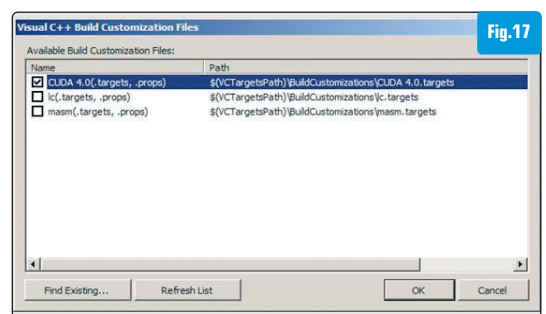 Visual C++ Build Customization Files
Fig.17
Available Build Customization Files:
Name Path
CUDA 4.0(.targets, .props) $(VCTargetsPath)\BuildCustomizations\CUDA 4.0.targets
lc(.targets, .props) $(VCTargetsPath)\BuildCustomizations\lc.targets
masm(.targets, .props) $(VCTargetsPath)\BuildCustomizations\masm.targets
Find Existing... Refresh List OK Cancel